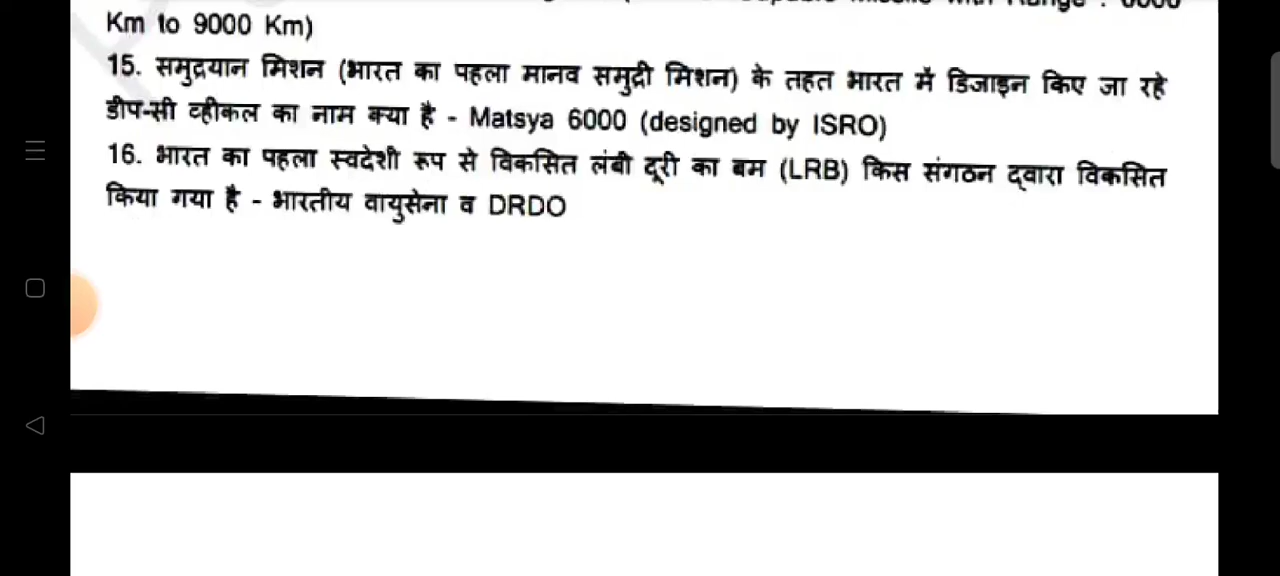 Km to 9000 Km)
15. समुद्रयान मिशन (भारत का पहला मानव समुद्री मिशन) के तहत भारत में डिजाइन किए जा रहे
डीप-सी व्हीकल का नाम क्या है - Matsya 6000 (designed by ISRO)
16. भारत का पहला स्वदेशी रूप से विकसित लंबी दूरी का बम (LRB) किस संगठन द्वारा विकसित
किया गया है - भारतीय वायुसेना व DRDO